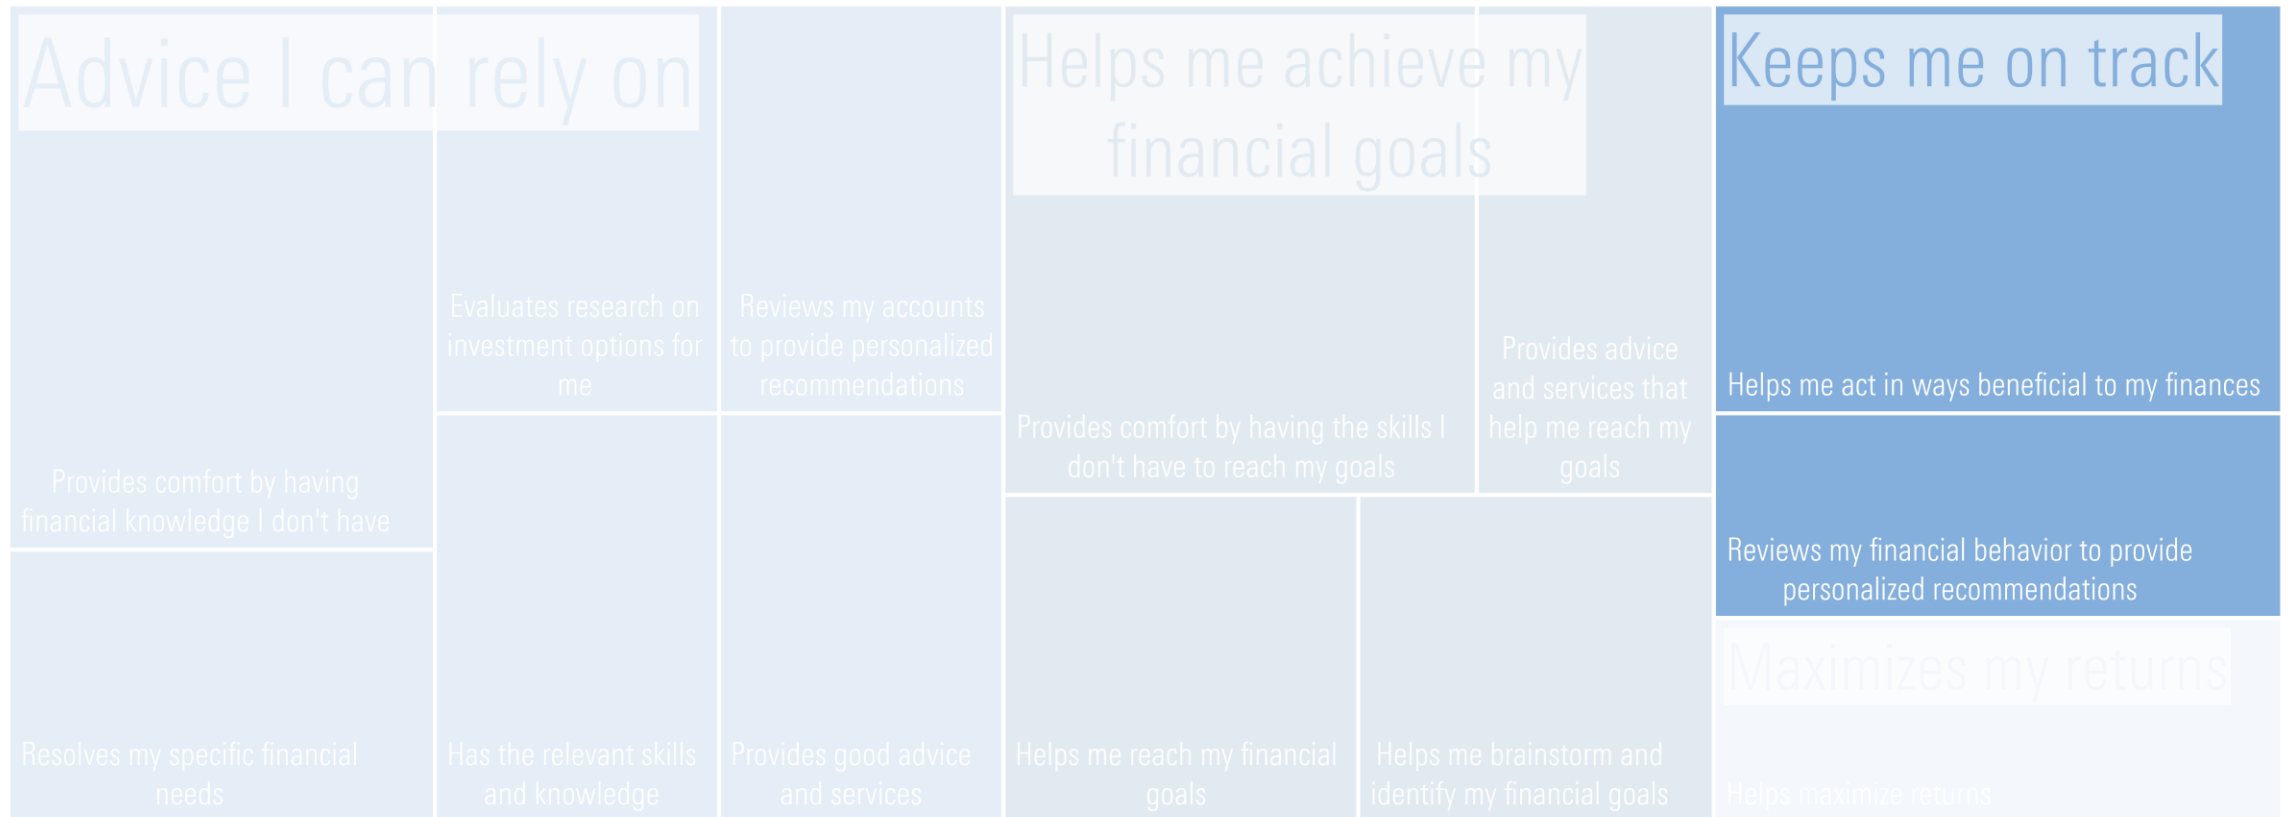 Advice I can rely on
Provides comfort by having
financial knowledge I don't have
Resolves my specific financial
needs
Evaluates research on
investment options for
me
Reviews my accounts
to provide personalized
recommendations
Has the relevant skills
and knowledge
Provides good advice
and services
Helps me achieve my
financial goals
Provides comfort by having the skills I
don't have to reach my goals
Provides advice
and services that
help me reach my
goals
Helps me reach my financial
goals
Helps me brainstorm and
identify my financial goals
Keeps me on track
Helps me act in ways beneficial to my finances
Reviews my financial behavior to provide
personalized recommendations
Maximizes my returns
Helps maximize returns